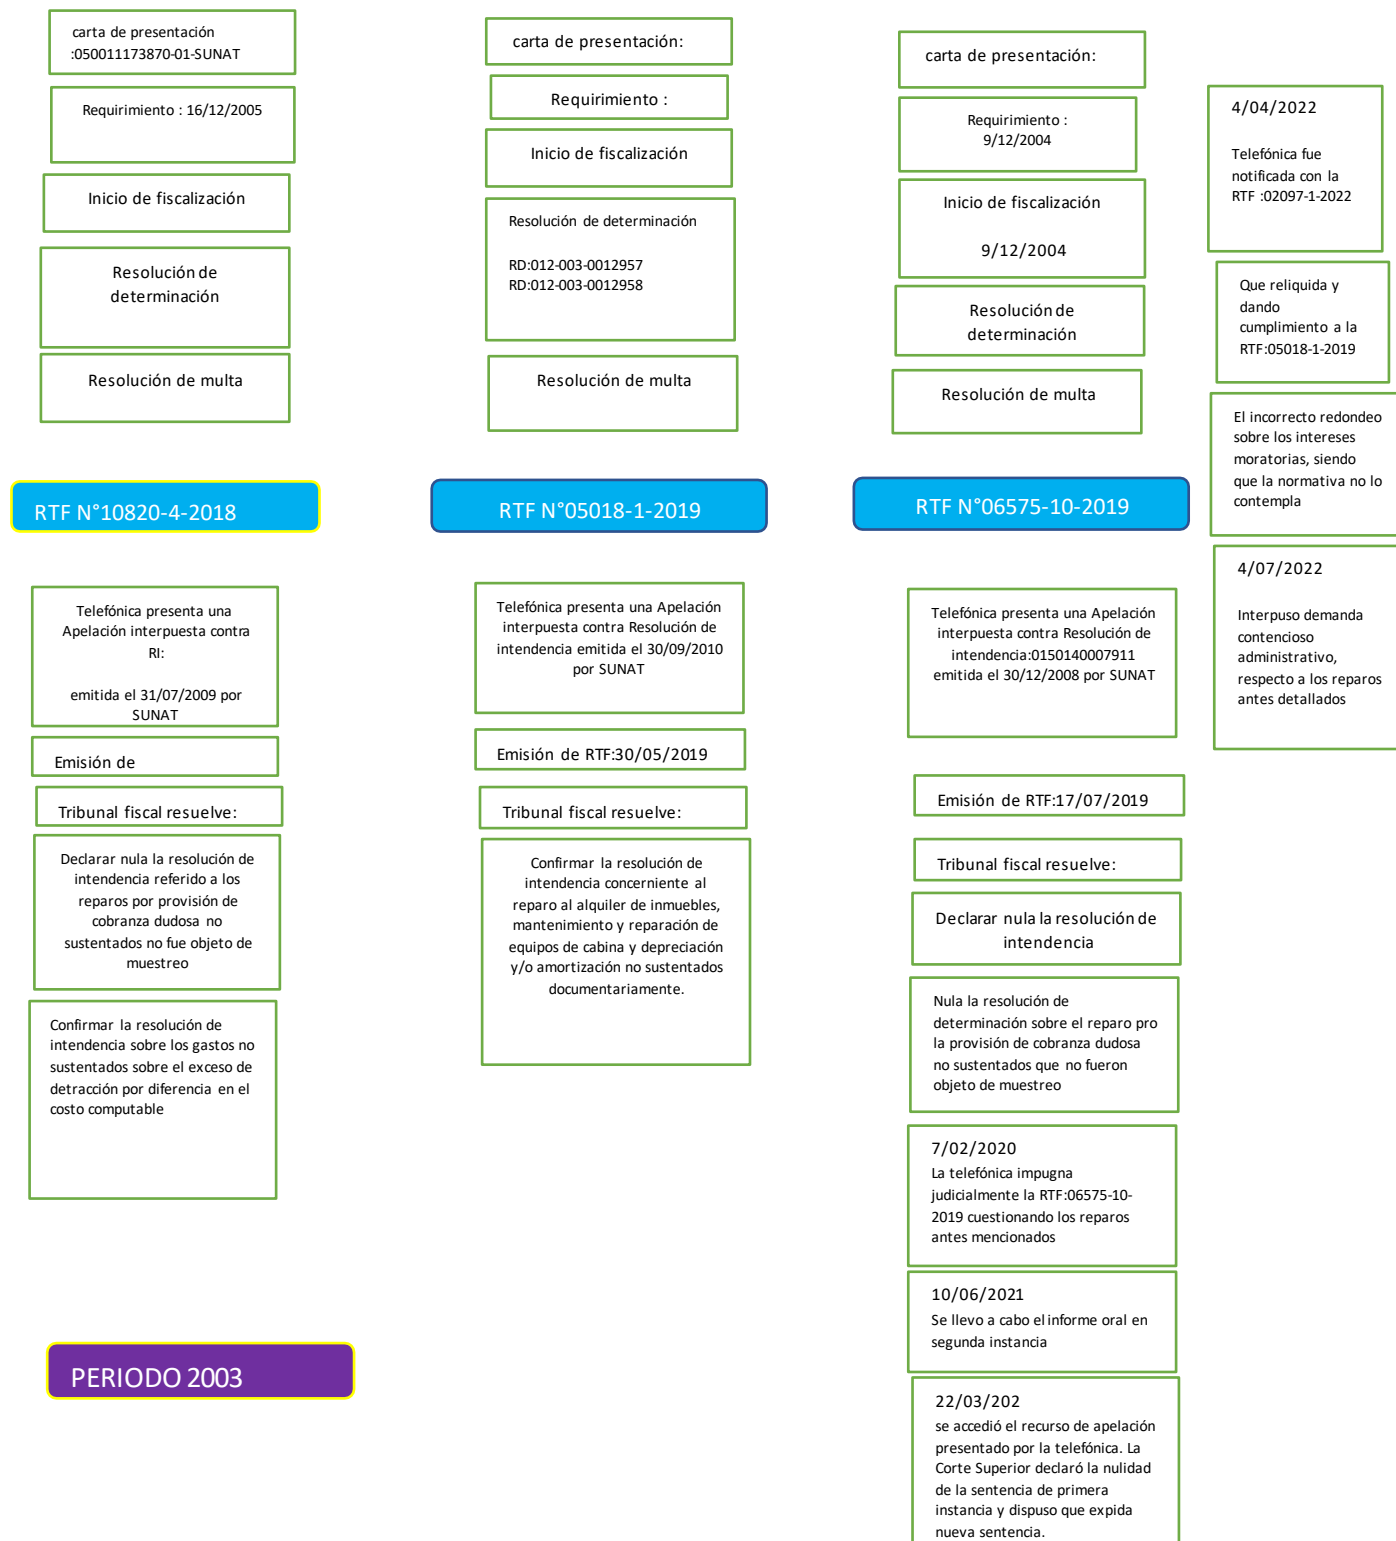 carta de presentación
:050011173870-01-SUNAT
Requirimiento : 16/12/2005
Inicio de fiscalización
Resolución de
determinación
Resolución de multa
RTF N°10820-4-2018
Telefónica presenta una
Apelación interpuesta contra
RI:
emitida el 31/07/2009 por
SUNAT
Emisión de
Tribunal fiscal resuelve:
Declarar nula la resolución de
intendencia referido a los
reparos por provisión de
cobranza dudosa no
sustentados no fue objeto de
muestreo
Confirmar la resolución de
intendencia sobre los gastos no
sustentados sobre el exceso de
detracción por diferencia en el
costo computable
PERIODO 2003
carta de presentación:
Requirimiento :
Inicio de fiscalización
Resolución de determinación
RD:012-003-0012957
RD:012-003-0012958
Resolución de multa
RTF N°05018-1-2019
Telefónica presenta una Apelación
interpuesta contra Resolución de
intendencia emitida el 30/09/2010
por SUNAT
Emisión de RTF:30/05/2019
Tribunal fiscal resuelve:
Confirmar la resolución de
intendencia concerniente al
reparo al alquiler de inmuebles,
mantenimiento y reparación de
equipos de cabina y depreciación
y/o amortización no sustentados
documentariamente.
carta de presentación:
Requirimiento :
9/12/2004
Inicio de fiscalización
9/12/2004
Resolución de
determinación
Resolución de multa
RTF N°06575-10-2019
Telefónica presenta una Apelación
interpuesta contra Resolución de
intendencia:0150140007911
emitida el 30/12/2008 por SUNAT
Emisión de RTF:17/07/2019
Tribunal fiscal resuelve:
Declarar nula la resolución de
intendencia
Nula la resolución de
determinación sobre el reparo pro
la provisión de cobranza dudosa
no sustentados que no fueron
objeto de muestreo
7/02/2020
La telefónica impugna
judicialmente la RTF:06575-10-
2019 cuestionando los reparos
antes mencionados
10/06/2021
Se llevo a cabo el informe oral en
segunda instancia
22/03/202
se accedió el recurso de apelación
presentado por la telefónica. La
Corte Superior declaró la nulidad
de la sentencia de primera
instancia y dispuso que expida
nueva sentencia.
4/04/2022
Telefónica fue
notificada con la
RTF :02097-1-2022
Que reliquida y
dando
cumplimiento a la
RTF:05018-1-2019
El incorrecto redondeo
sobre los intereses
moratorias, siendo
que la normativa no lo
contempla
4/07/2022
Interpuso demanda
contencioso
administrativo,
respecto a los reparos
antes detallados